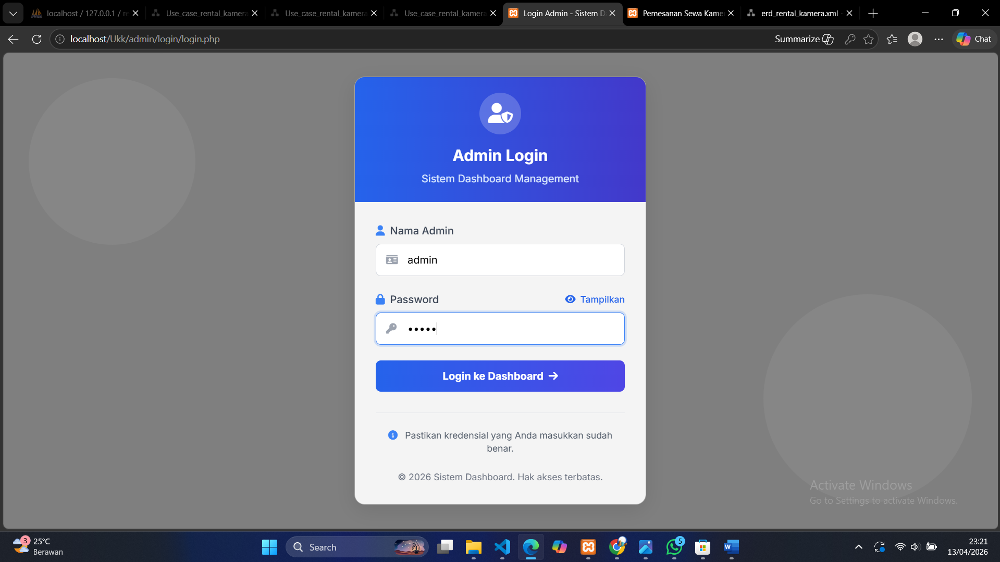 localhost / 127.0.0.1 / re
Use_case_rental_kamera
Use_case_rental_kamera
Use_case_rental_kamera
Login Admin - Sistem D
Pemesanan Sewa Kame
erd_rental_kamera.xml -
localhost/Ukk/admin/login/login.php
Summarize
Chat
Admin Login
Sistem Dashboard Management
Nama Admin
admin
Password
Tampilkan
•••••
Login ke Dashboard →
Pastikan kredensial yang Anda masukkan sudah
benar.
© 2026 Sistem Dashboard. Hak akses terbatas.
Activate Windows
Go to Settings to activate Windows.
3
25°C
Berawan
Search
5
W
23:21
13/04/2026